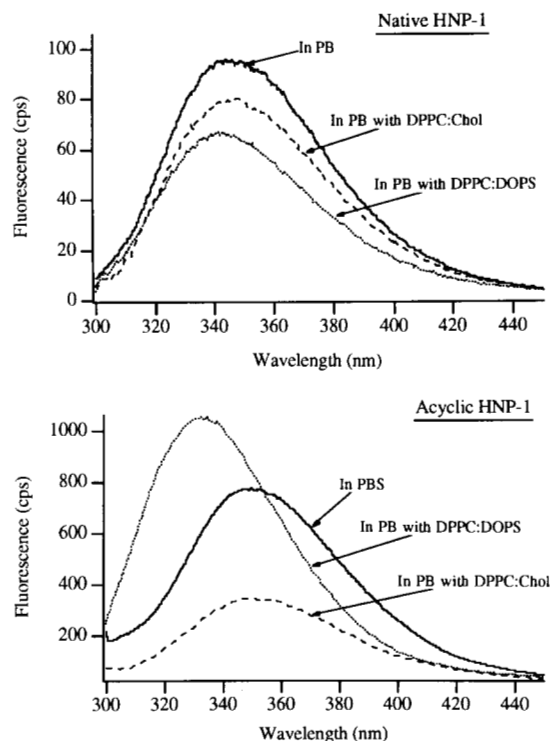 Native HNP-1
100
80
60
40
20
0
Fluorescence (cps)
In PB
In PB with DPPC:Chol
In PB with DPPC:DOPS
300 320 340 360 380 400 420 440
Wavelength (nm)
Acyclic HNP-1
1000
800
600
400
200
Fluorescence (cps)
In PBS
In PB with DPPC:DOPS
In PB with DPPC:Chol
300 320 340 360 380 400 420 440
Wavelength (nm)